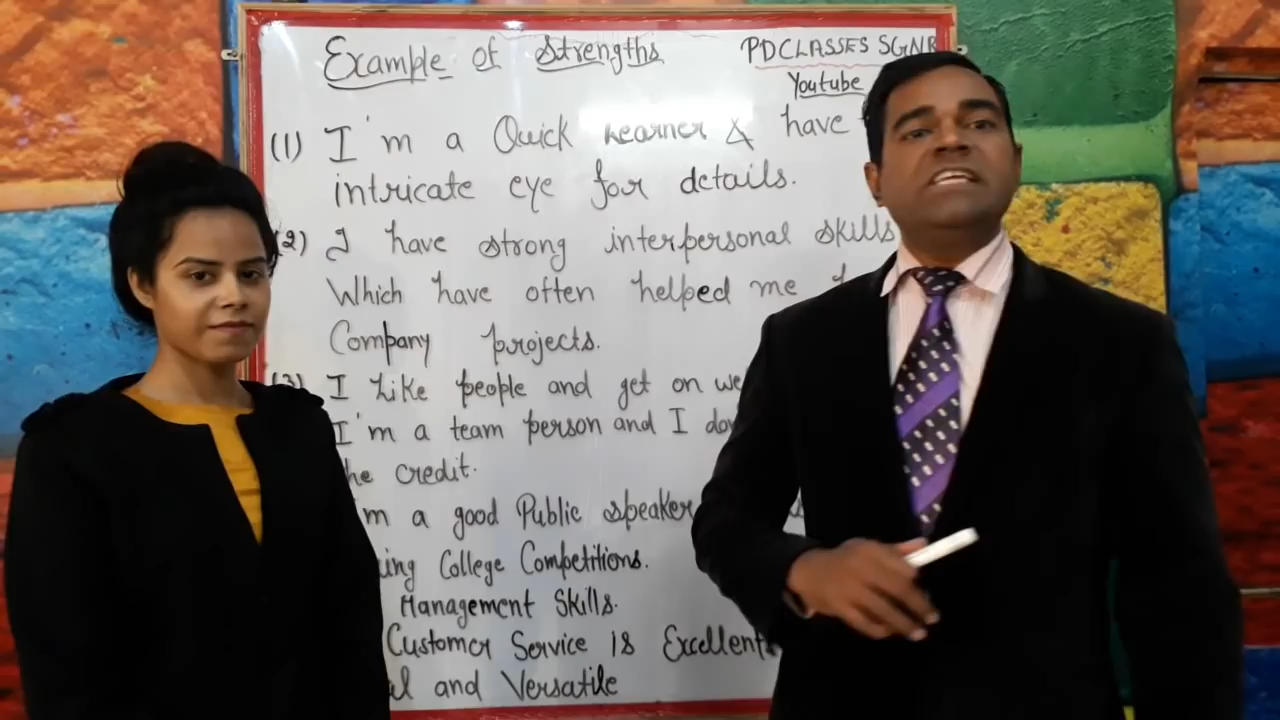 Example of Strengths
PDCLASSES SGNR
Youtube
(1) I'm a Quick Learner & have
intricate eye for details.
(2) I have strong interpersonal skills
Which have often helped me
Company projects.
(3) I Like people and get on
I'm a team person and I
credit.
a good Public speaker
College Competitions.
Management Skills.
Customer Service is Excellent
and Versatile